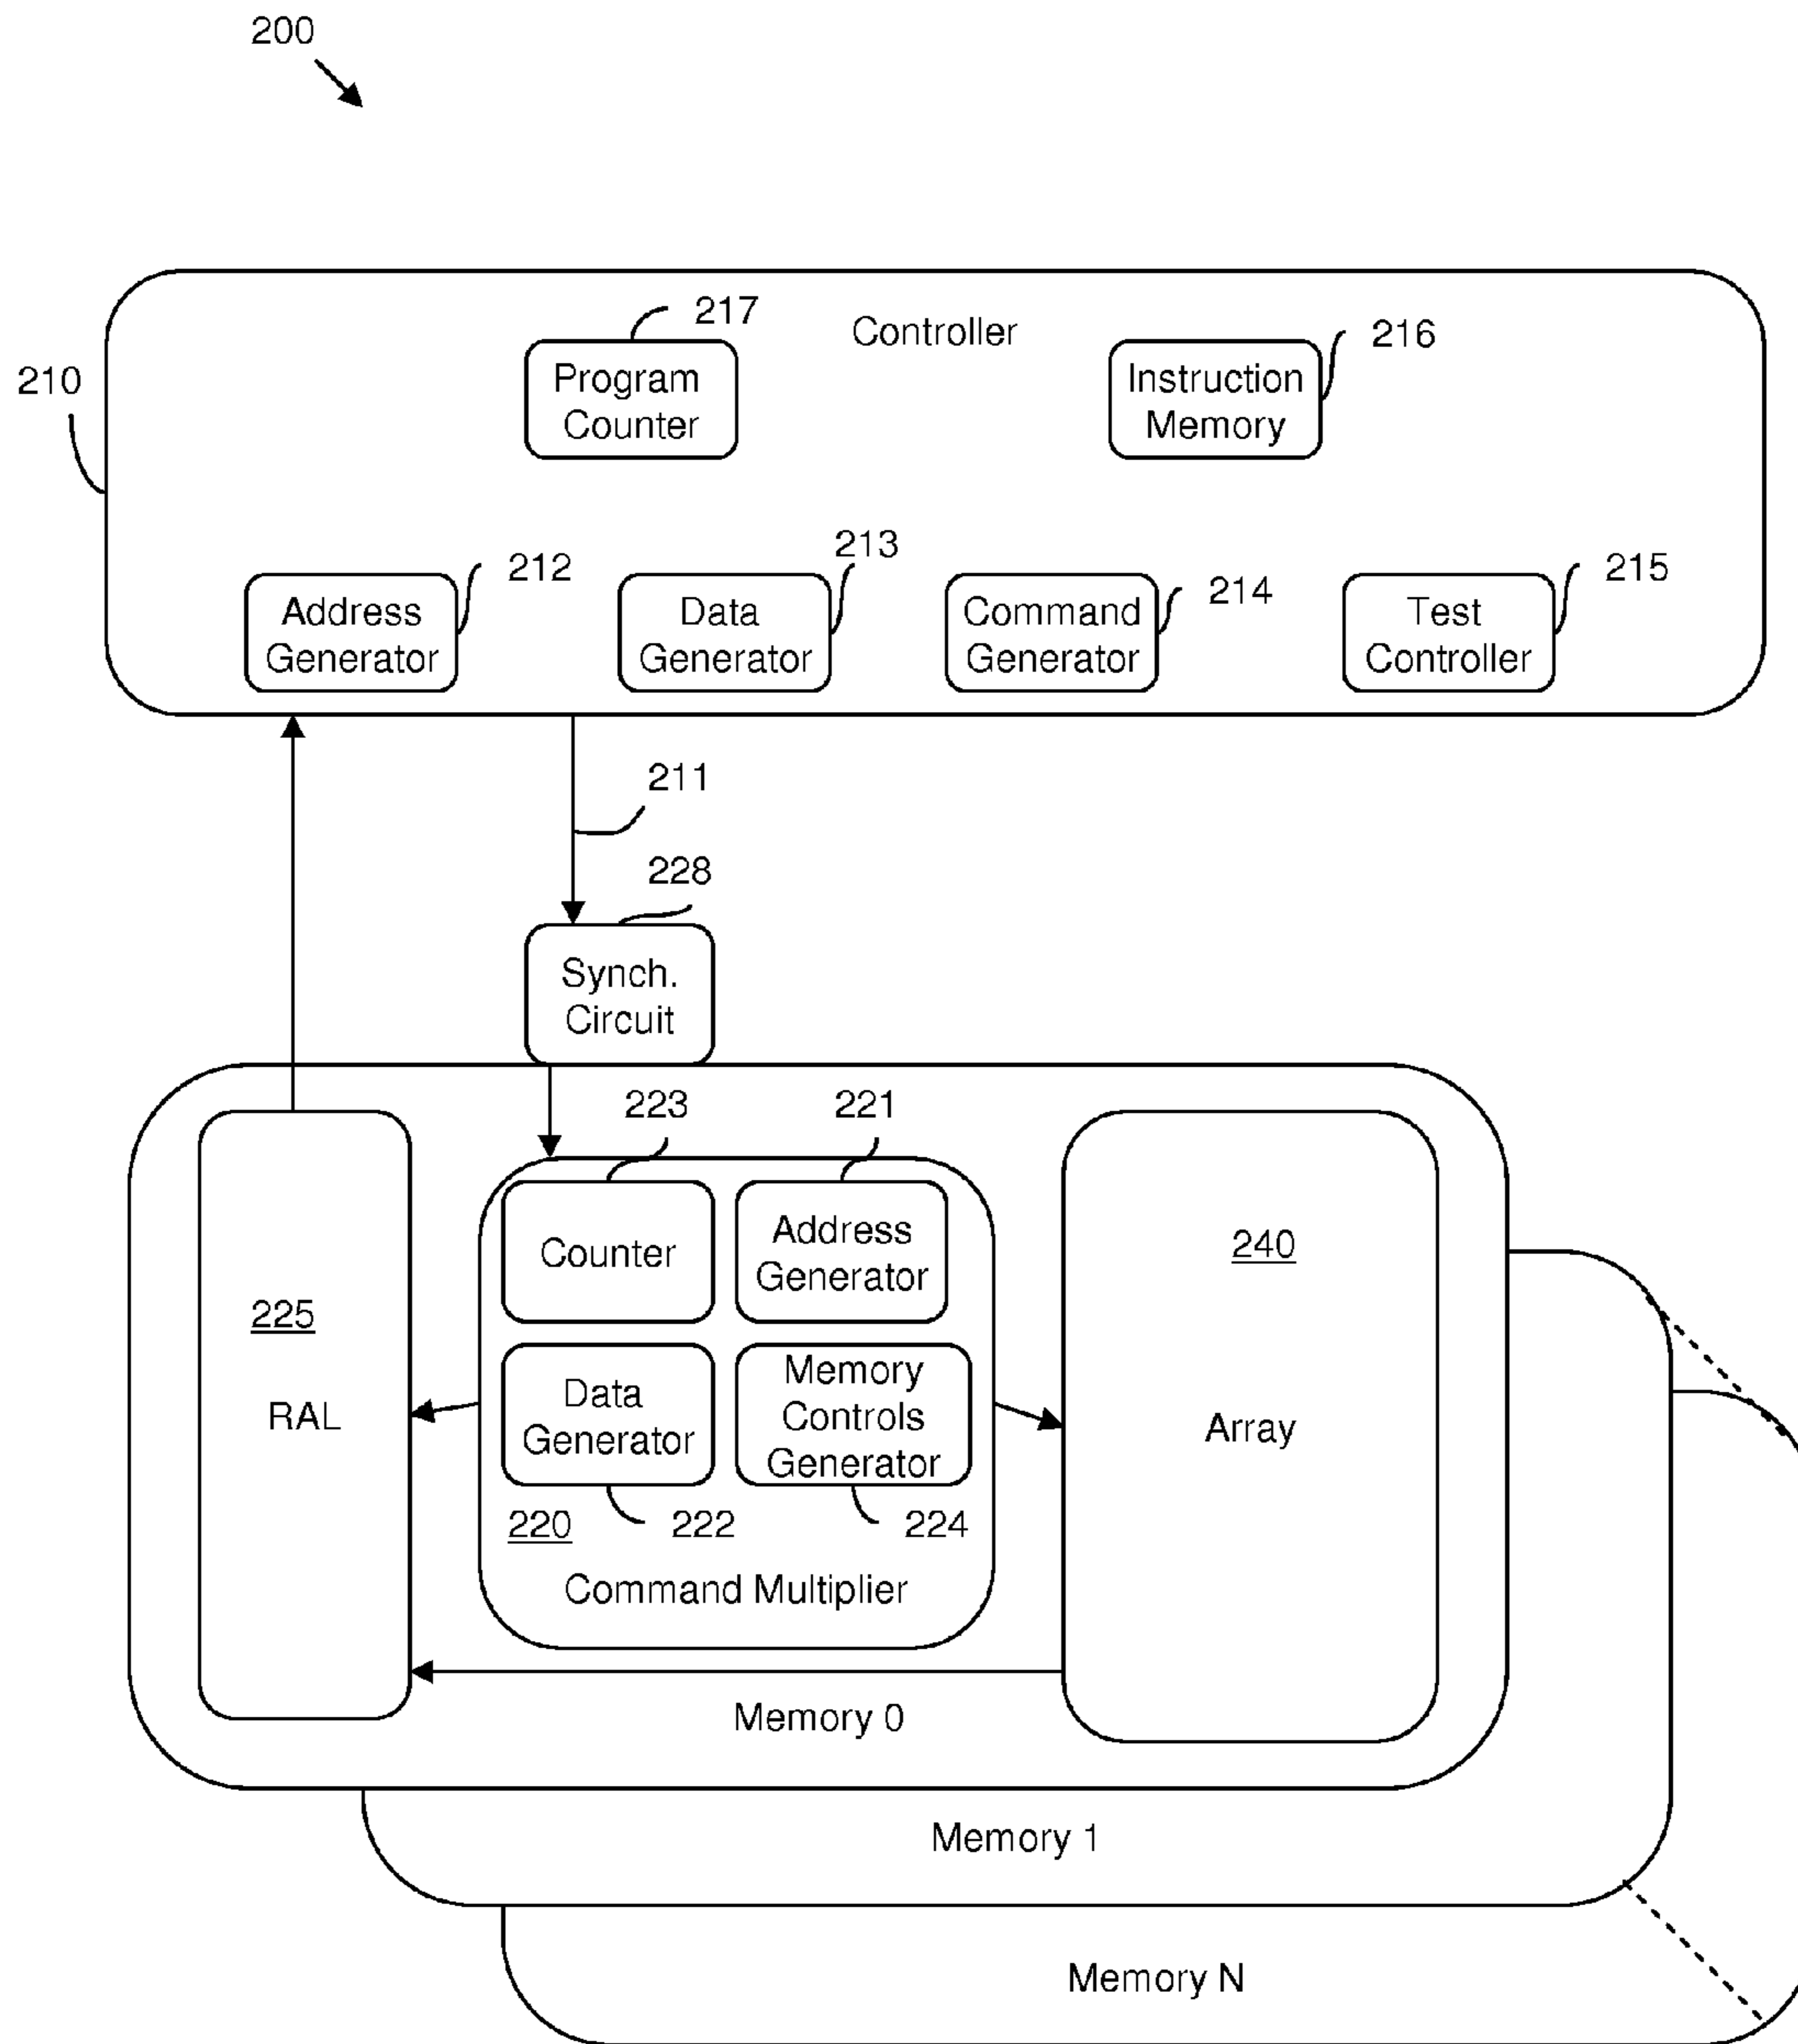 200
217
Controller
216
210
Program
Counter
Instruction
Memory
212
213
214
215
Address
Generator
Data
Generator
Command
Generator
Test
Controller
211
228
Synch.
Circuit
223
221
Counter
Address
Generator
240
225
RAL
Data
Generator
Memory
Controls
Generator
Array
220
222
224
Command Multiplier
Memory 0
Memory 1
Memory N